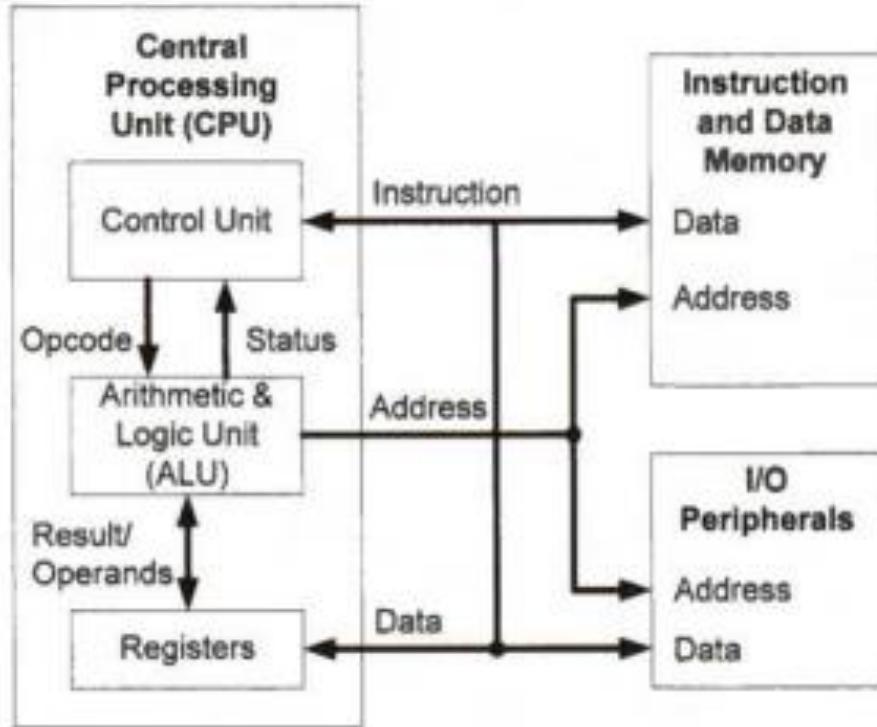 Central
Processing
Unit (CPU)
Control Unit
Opcode
Status
Arithmetic &
Logic Unit
(ALU)
Result/
Operands
Registers
Instruction
Address
Data
Instruction
and Data
Memory
Data
Address
I/O
Peripherals
Address
Data